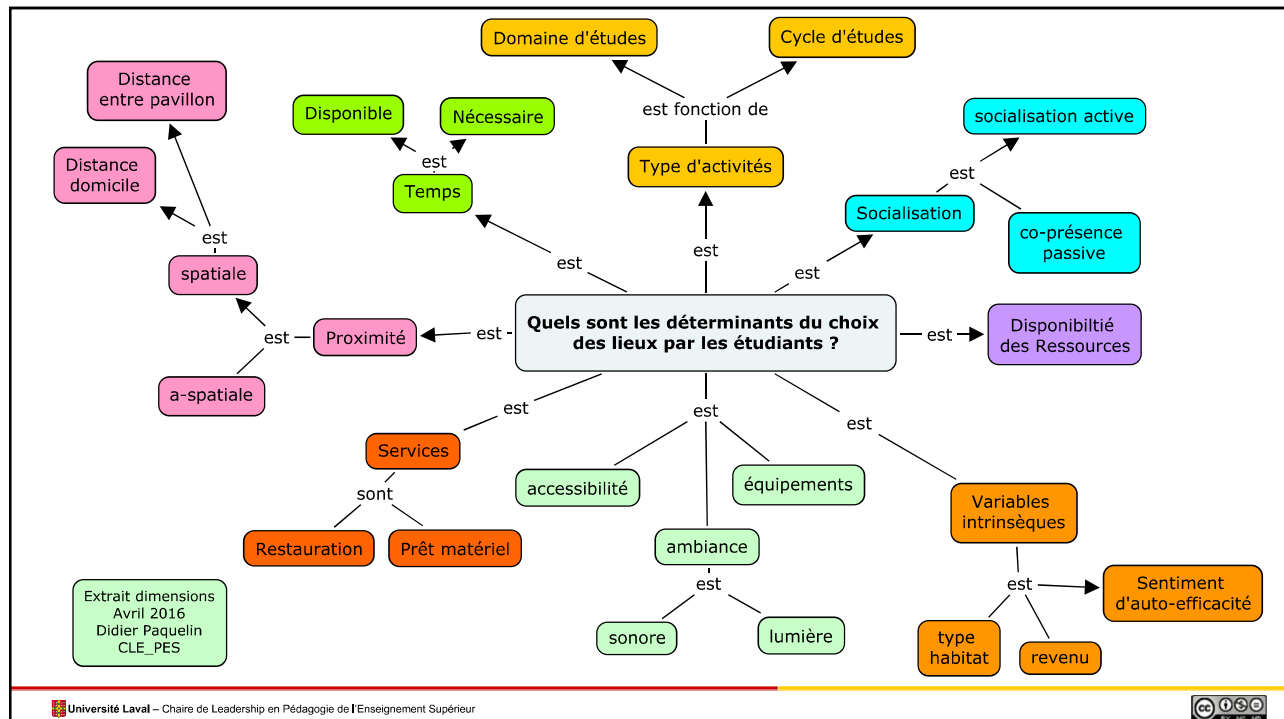 Domaine d'études
Cycle d'études
Distance
entre pavillon
Disponible
Nécessaire
est fonction de
socialisation active
Distance
domicile
est
Temps
Type d'activités
est
Socialisation
co-présence
passive
est
spatiale
est
est
est
Quels sont les déterminants du choix
des lieux par les étudiants ?
est
Disponibiltié
des Ressources
est
Proximité
est
a-spatiale
est
est
est
Services
sont
Restauration
Prêt matériel
accessibilité
équipements
ambiance
est
sonore
lumière
Variables
intrinsèques
est
Sentiment
d'auto-efficacité
type
habitat
revenu
Extrait dimensions
Avril 2016
Didier Paquelin
CLE_PES
Université Laval – Chaire de Leadership en Pédagogie de l'Enseignement Supérieur
cc